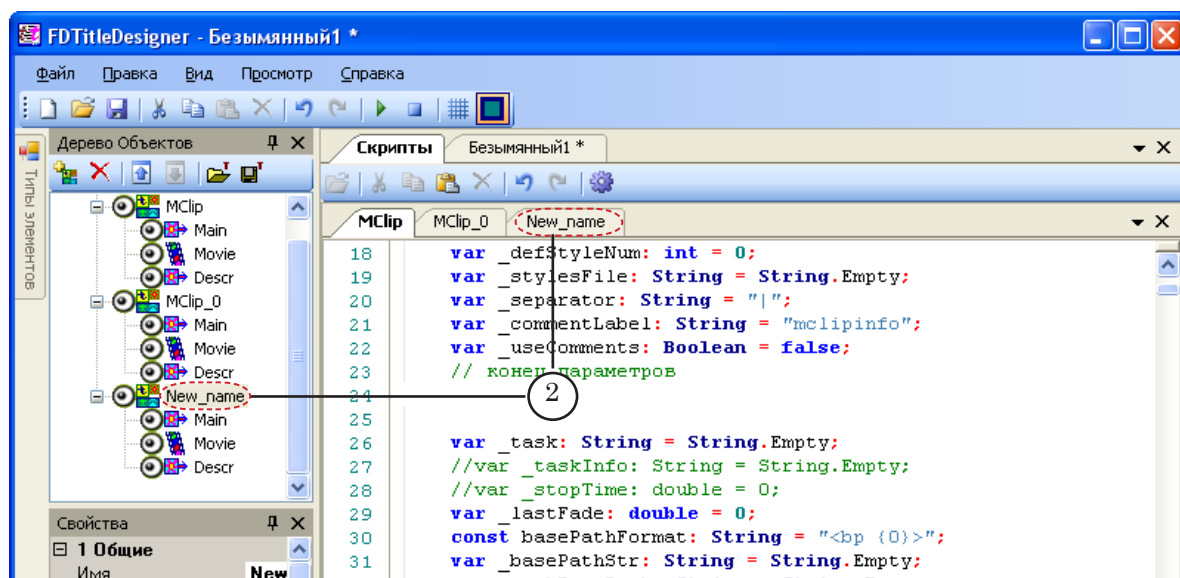 FDTitleDesigner - Безымянный1 *
Файл Правка Вид Просмотр Справка
Типы элементов
Дерево Объектов
MClip
Main
Movie
Descr
MClip_0
Main
Movie
Descr
New_name
Main
Movie
Descr
Свойства
1 Общие
Имя New
Скрипты Безымянный1 *
MClip MClip_0 New_name
18 var _defStyleNum: int = 0;
19 var _stylesFile: String = String.Empty;
20 var _separator: String = "|";
21 var _commentLabel: String = "mclipinfo";
22 var _useComments: Boolean = false;
23 // конец параметров
24
2
25
26 var _task: String = String.Empty;
27 //var _taskInfo: String = String.Empty;
28 //var _stopTime: double = 0;
29 var _lastFade: double = 0;
30 const basePathFormat: String = "<bp {0}>";
31 var _basePathStr: String = String.Empty;